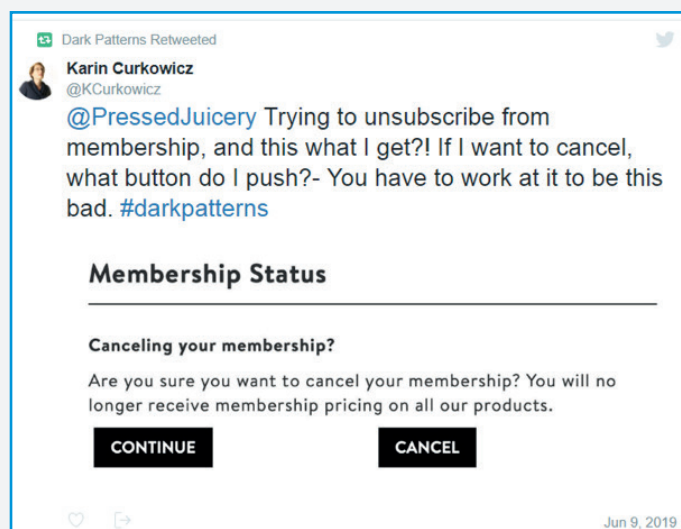 Dark Patterns Retweeted
Karin Curkowicz
@KCurkowicz
@PressedJuicery Trying to unsubscribe from
membership, and this what I get?! If I want to cancel,
what button do I push?- You have to work at it to be this
bad. #darkpatterns
Membership Status
Canceling your membership?
Are you sure you want to cancel your membership? You will no
longer receive membership pricing on all our products.
CONTINUE CANCEL
Jun 9, 2019